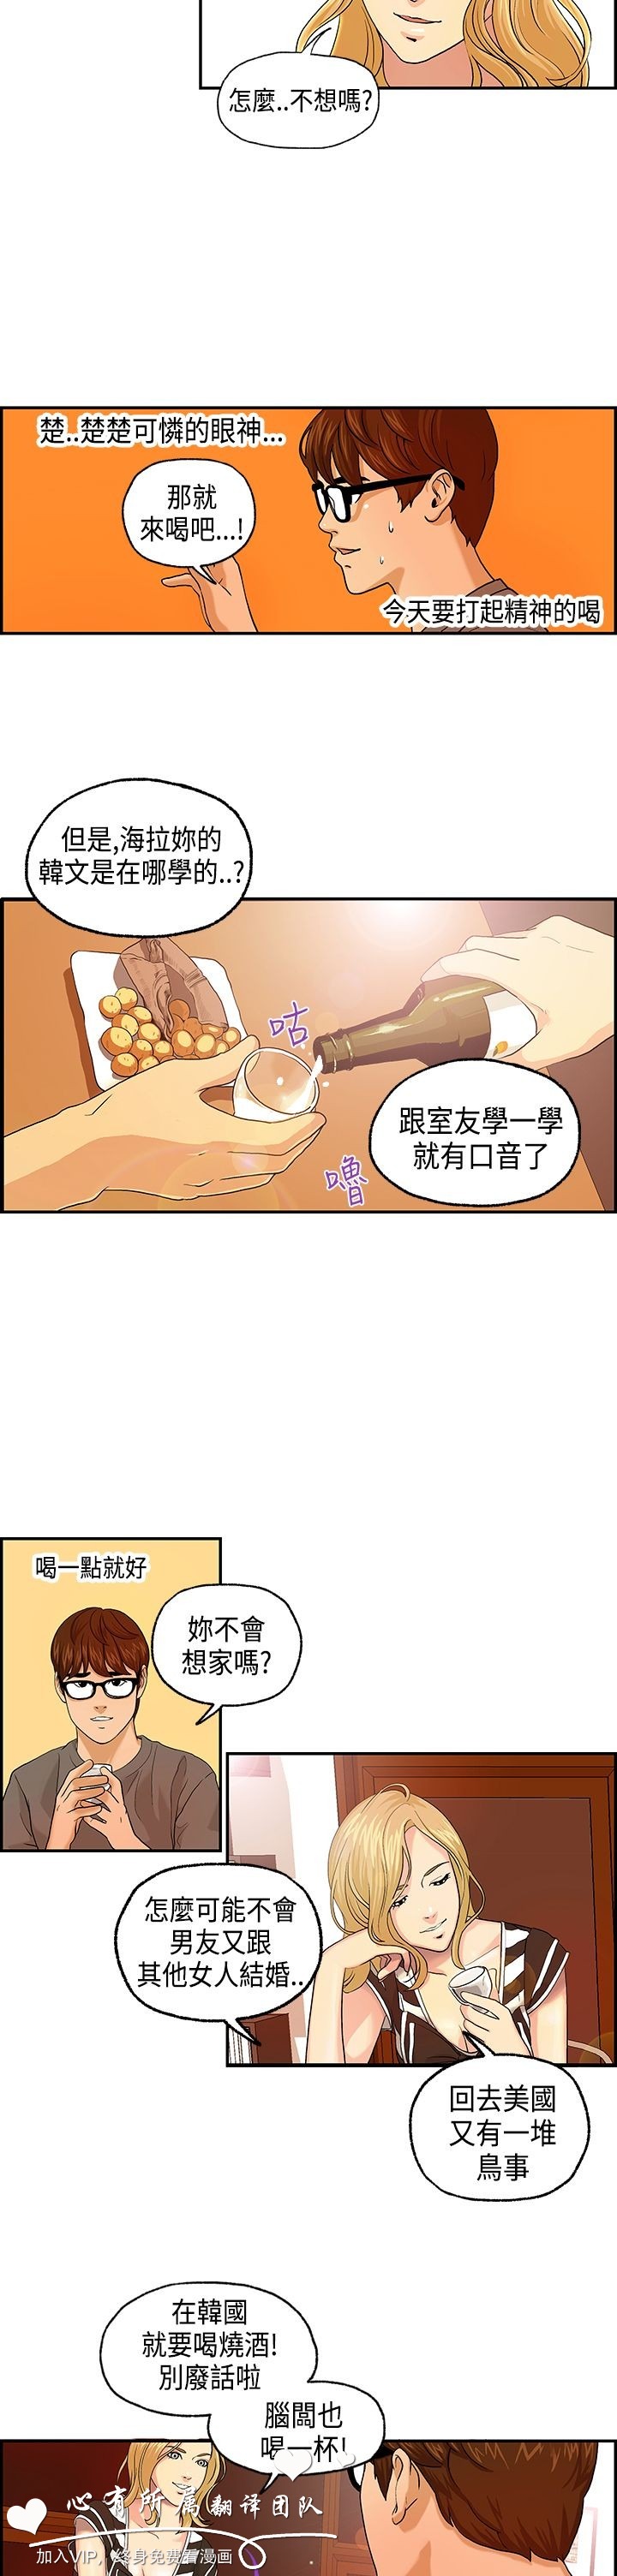 怎麼..不想嗎?
楚..楚楚可憐的眼神...
那就
來喝吧...!
今天要打起精神的喝
但是,海拉妳的
韓文是在哪學的..?
咕
跟室友學一學
就有口音了
嚕
喝一點就好
妳不會
想家嗎?
怎麼可能不會
男友又跟
其他女人結婚..
回去美國
又有一堆
鳥事
在韓國
就要喝燒酒!
別廢話啦
腦闆也
喝一杯!
心有所属翻译团队
加入VIP，终身免费看漫画